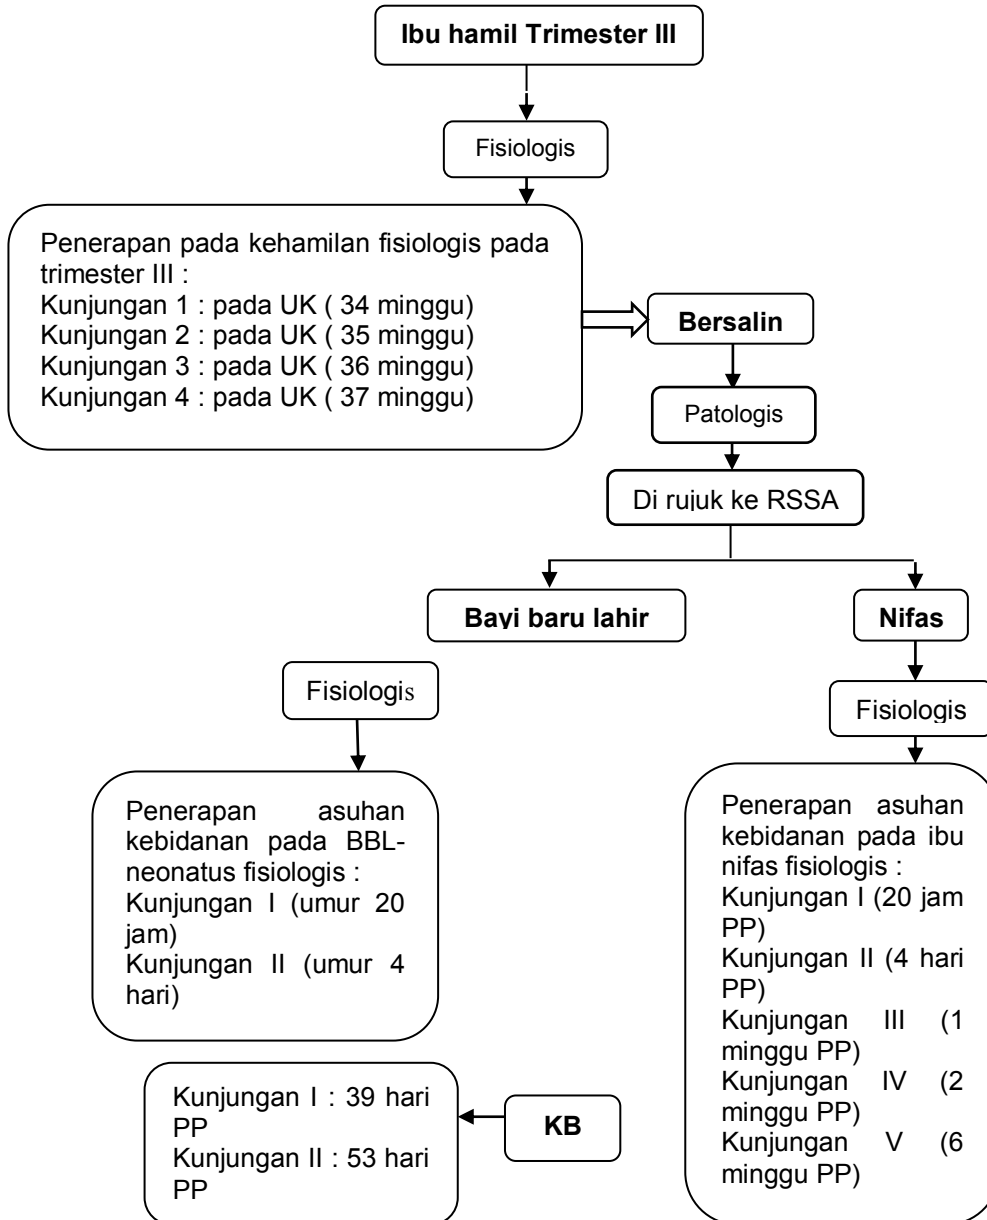 Ibu hamil Trimester III
Fisiologis
Penerapan pada kehamilan fisiologis pada
trimester III :
Kunjungan 1 : pada UK ( 34 minggu)
Kunjungan 2 : pada UK ( 35 minggu)
Kunjungan 3 : pada UK ( 36 minggu)
Kunjungan 4 : pada UK ( 37 minggu)
Bersalin
Patologis
Di rujuk ke RSSA
Bayi baru lahir
Nifas
Fisiologis
Fisiologis
Penerapan asuhan
kebidanan pada BBL-
neonatus fisiologis :
Kunjungan I (umur 20
jam)
Kunjungan II (umur 4
hari)
Penerapan asuhan
kebidanan pada ibu
nifas fisiologis :
Kunjungan I (20 jam
PP)
Kunjungan II (4 hari
PP)
Kunjungan III (1
minggu PP)
Kunjungan IV (2
minggu PP)
Kunjungan V (6
minggu PP)
Kunjungan I : 39 hari
PP
Kunjungan II : 53 hari
PP
KB